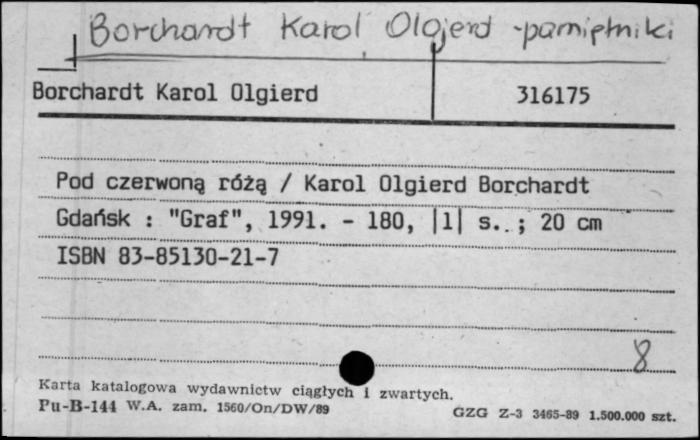 Borchardt Karol Olgierd - pamiętniki
Borchardt Karol Olgierd 316175
Pod czerwoną różą / Karol Olgierd Borchardt
Gdańsk : "Graf", 1991. - 180, |1| s. ; 20 cm
ISBN 83-85130-21-7
8
Karta katalogowa wydawnictw ciągłych i zwartych.
Pu-B-144 W.A. zam. 1560/On/DW/89 GZG Z-3 3465-89 1.500.000 szt.